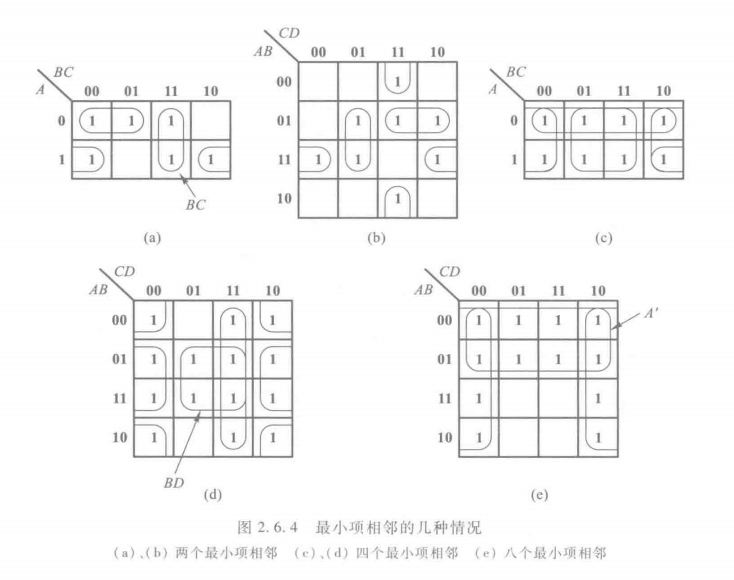 BC
A
00 01 11 10
0 1 1 1
1 1 1 1
BC
(a)
CD
AB
00 01 11 10
00 1
01 1 1 1
11 1 1 1
10 1
(b)
BC
A
00 01 11 10
0 1 1 1 1
1 1 1 1 1
(c)
CD
AB
00 01 11 10
00 1 1 1
01 1 1 1 1
11 1 1 1 1
10 1 1 1
BD
(d)
CD
AB
00 01 11 10
A'
00 1 1 1 1
01 1 1 1 1
11 1 1
10 1 1
(e)
图 2.6.4 最小项相邻的几种情况
(a)、(b) 两个最小项相邻 (c)、(d) 四个最小项相邻 (e) 八个最小项相邻